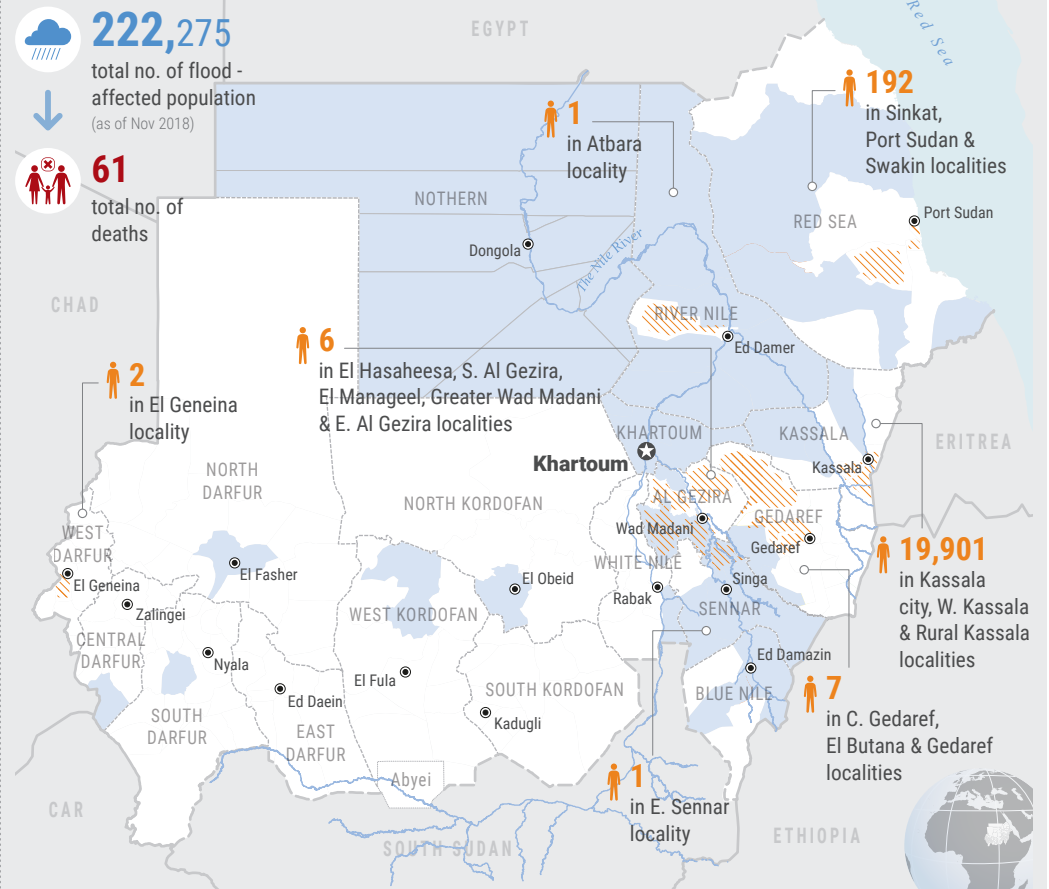 222,275
total no. of flood -
affected population
(as of Nov 2018)
61
total no. of
deaths
EGYPT
Red Sea
1
in Atbara
locality
192
in Sinkat,
Port Sudan &
Swakin localities
NOTHERN
RED SEA
Port Sudan
Dongola
The Nile River
CHAD
RIVER NILE
Ed Damer
6
in El Hasaheesa, S. Al Gezira,
El Manageel, Greater Wad Madani
& E. Al Gezira localities
2
in El Geneina
locality
KHARTOUM
KASSALA
ERITREA
Khartoum
Kassala
NORTH
DARFUR
NORTH KORDOFAN
AL GEZIRA
GEDAREF
Wad Madani
Gedaref
WEST
DARFUR
WHITE NILE
19,901
in Kassala
city, W. Kassala
& Rural Kassala
localities
El Geneina
El Fasher
El Obeid
Singa
Rabak
SENNAR
Zalingei
WEST KORDOFAN
CENTRAL
DARFUR
Nyala
Ed Damazin
El Fula
SOUTH KORDOFAN
BLUE NILE
Ed Daein
Kadugli
7
in C. Gedaref,
El Butana & Gedaref
localities
SOUTH
DARFUR
EAST
DARFUR
Abyei
1
in E. Sennar
locality
CAR
SOUTH SUDAN
ETHIOPIA